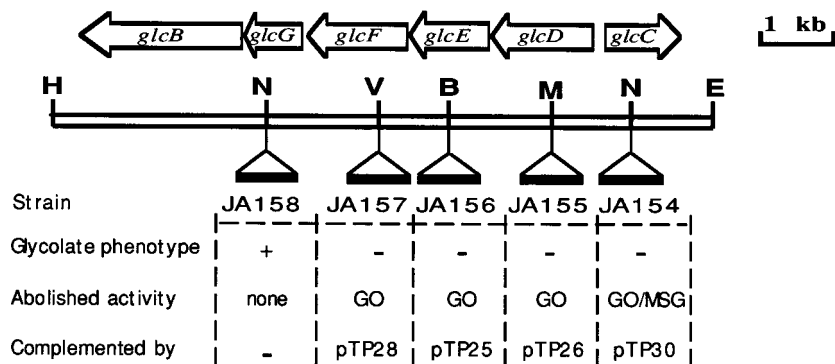 glcB glcG glcF glcE glcD glcC 1 kb
H N V B M N E
Strain JA158 JA157 JA156 JA155 JA154
Glycolate phenotype + - - - -
Abolished activity none GO GO GO GO/MSG
Complemented by - pTP28 pTP25 pTP26 pTP30